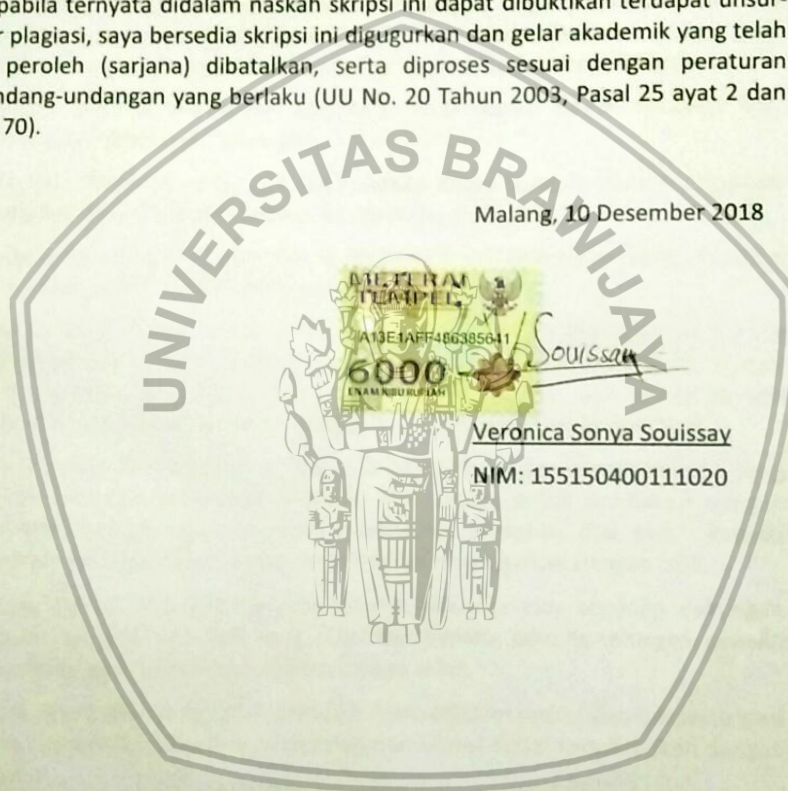 pabila ternyata didalam naskah skripsi ini dapat dibuktikan terdapat unsur-
r plagiasi, saya bersedia skripsi ini digugurkan dan gelar akademik yang telah
peroleh (sarjana) dibatalkan, serta diproses sesuai dengan peraturan
ndang-undangan yang berlaku (UU No. 20 Tahun 2003, Pasal 25 ayat 2 dan
70).
UNIVERSITAS BRAWIJAYA
Malang, 10 Desember 2018
METERAI
TEMPEL
A13E1AFF486385641
6000
ENAM RIBU RUPIAH
Souissay
Veronica Sonya Souissay
NIM: 155150400111020